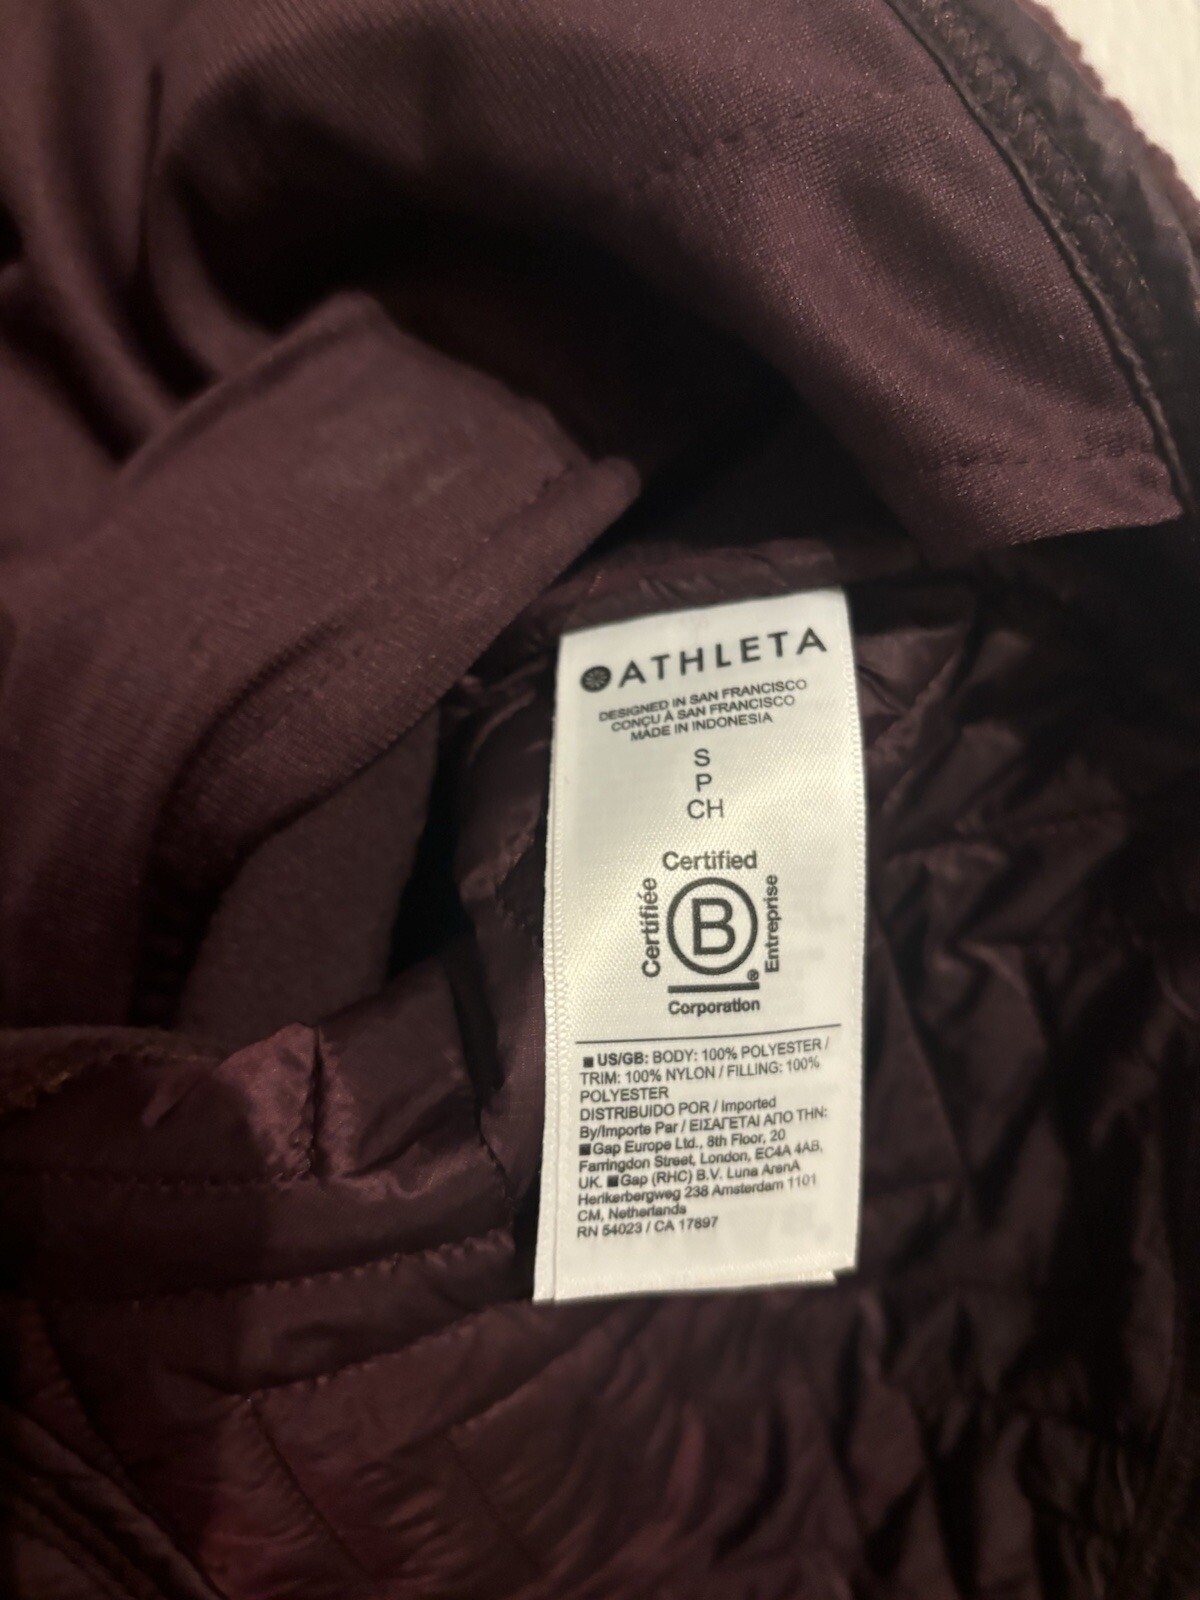 ATHLETA
DESIGNED IN SAN FRANCISCO
CONÇU À SAN FRANCISCO
MADE IN INDONESIA
S
P
CH
Certified
Certifiée
B
®
Entreprise
Corporation
■ US/GB: BODY: 100% POLYESTER /
TRIM: 100% NYLON / FILLING: 100%
POLYESTER
DISTRIBUIDO POR / Imported
By/Importe Par / ΕΙΣΑΓΕΤΑΙ ΑΠΟ ΤΗΝ:
■ Gap Europe Ltd., 8th Floor, 20
Farringdon Street, London, EC4A 4AB,
UK. ■ Gap (RHC) B.V. Luna ArenA
Herikerbergweg 238 Amsterdam 1101
CM, Netherlands
RN 54023 / CA 17897